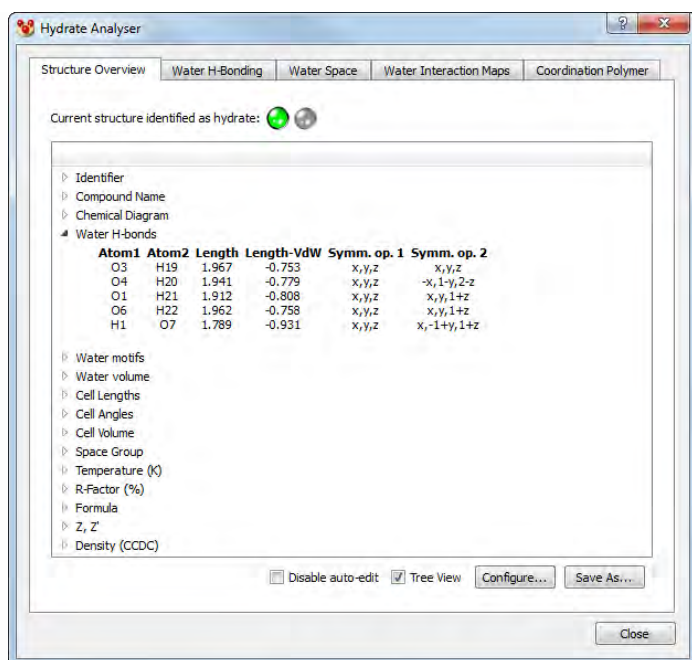 Hydrate Analyser
Structure Overview Water H-Bonding Water Space Water Interaction Maps Coordination Polymer
Current structure identified as hydrate:
Identifier
Compound Name
Chemical Diagram
Water H-bonds
Atom1 Atom2 Length Length-VdW Symm. op. 1 Symm. op. 2
O3 H19 1.967 -0.753 x,y,z x,y,z
O4 H20 1.941 -0.779 x,y,z -x,1-y,2-z
O1 H21 1.912 -0.808 x,y,z x,y,1+z
O6 H22 1.962 -0.758 x,y,z x,y,1+z
H1 O7 1.789 -0.931 x,y,z x,-1+y,1+z
Water motifs
Water volume
Cell Lengths
Cell Angles
Cell Volume
Space Group
Temperature (K)
R-Factor (%)
Formula
Z, Z'
Density (CCDC)
Disable auto-edit Tree View Configure... Save As...
Close